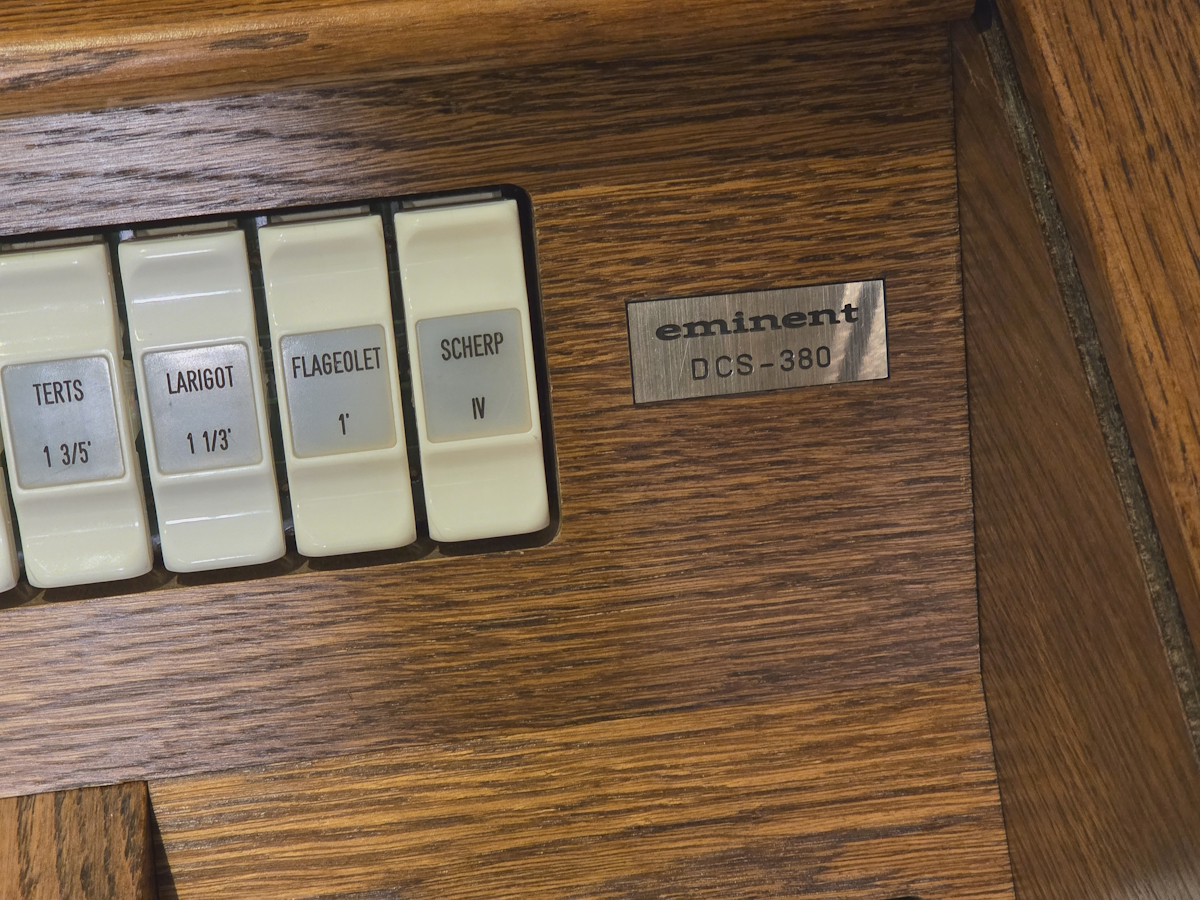 TERTS
1 3/5'
LARIGOT
1 1/3'
FLAGEOLET
1'
SCHERP
IV
eminent
DCS-380